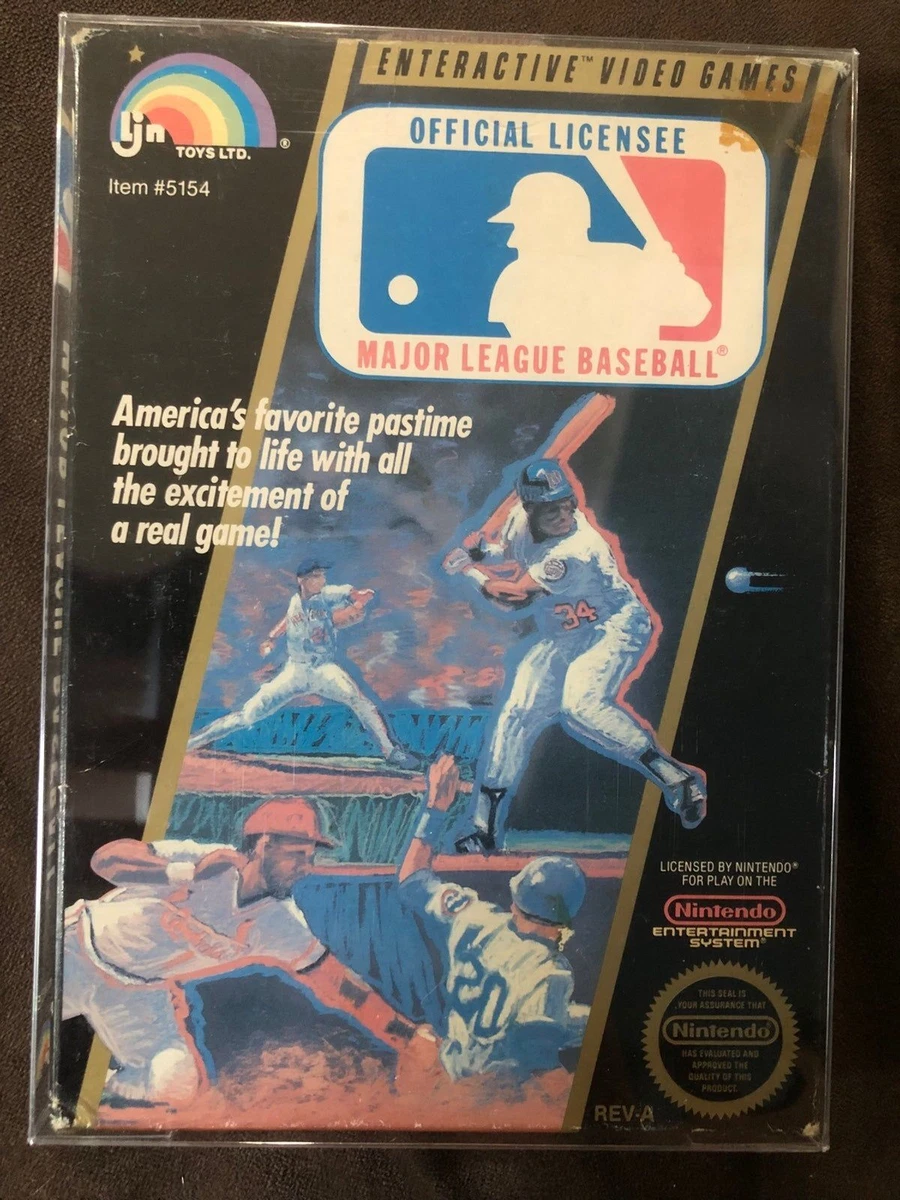 ENTERACTIVE™ VIDEO GAMES
Ljn
TOYS LTD. ®
Item #5154
OFFICIAL LICENSEE
MAJOR LEAGUE BASEBALL®
America's favorite pastime
brought to life with all
the excitement of
a real game!
34
20
LICENSED BY NINTENDO®
FOR PLAY ON THE
Nintendo
ENTERTAINMENT
SYSTEM®
THIS SEAL IS
YOUR ASSURANCE THAT
Nintendo®
HAS EVALUATED AND
APPROVED THE
QUALITY OF THIS
PRODUCT.
REV-A